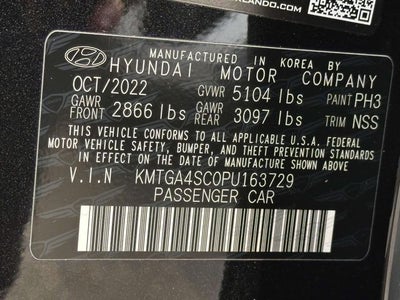 LANDO.COM
MANUFACTURED IN KOREA BY
HYUNDAI MOTOR COMPANY
OCT/2022 GVWR 5104 lbs PAINT PH3
GAWR FRONT 2866 lbs GAWR REAR 3097 lbs TRIM NSS
THIS VEHICLE CONFORMS TO ALL APPLICABLE U.S.A FEDERAL
MOTOR VEHICLE SAFETY, BUMPER, AND THEFT PREVENTION STANDARDS
IN EFFECT ON THE DATE OF MANUFACTURE SHOWN ABOVE
V.I.N KMTGA4SC0PU163729
PASSENGER CAR